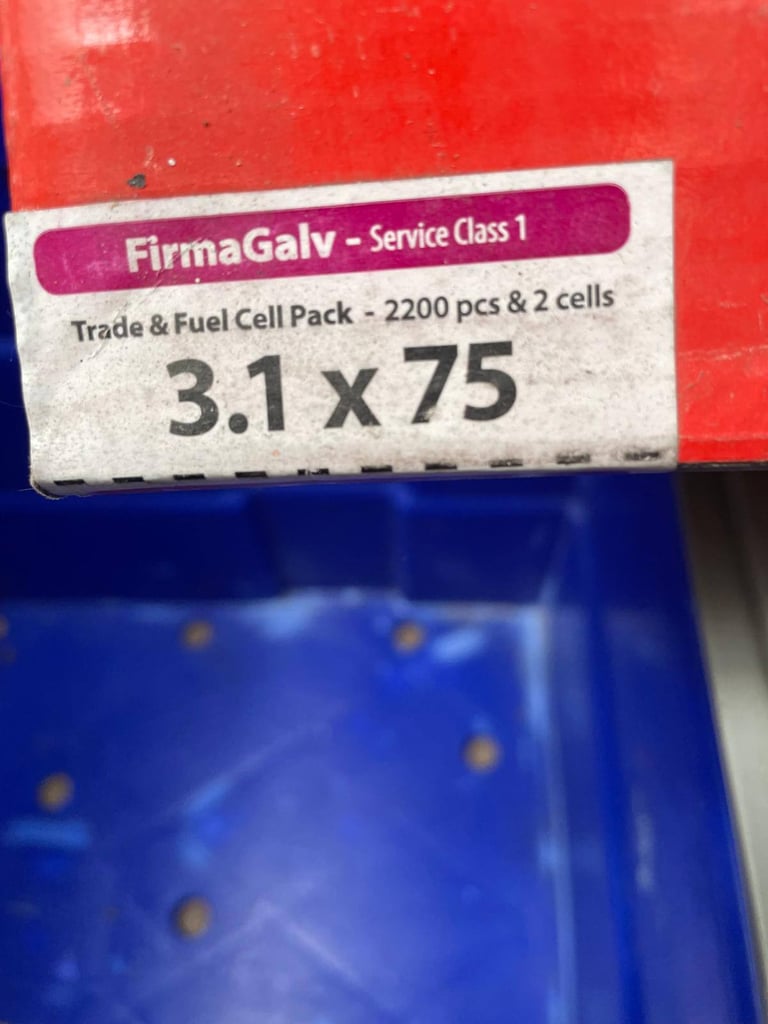 FirmaGalv - Service Class 1
Trade & Fuel Cell Pack - 2200 pcs & 2 cells
3.1 x 75